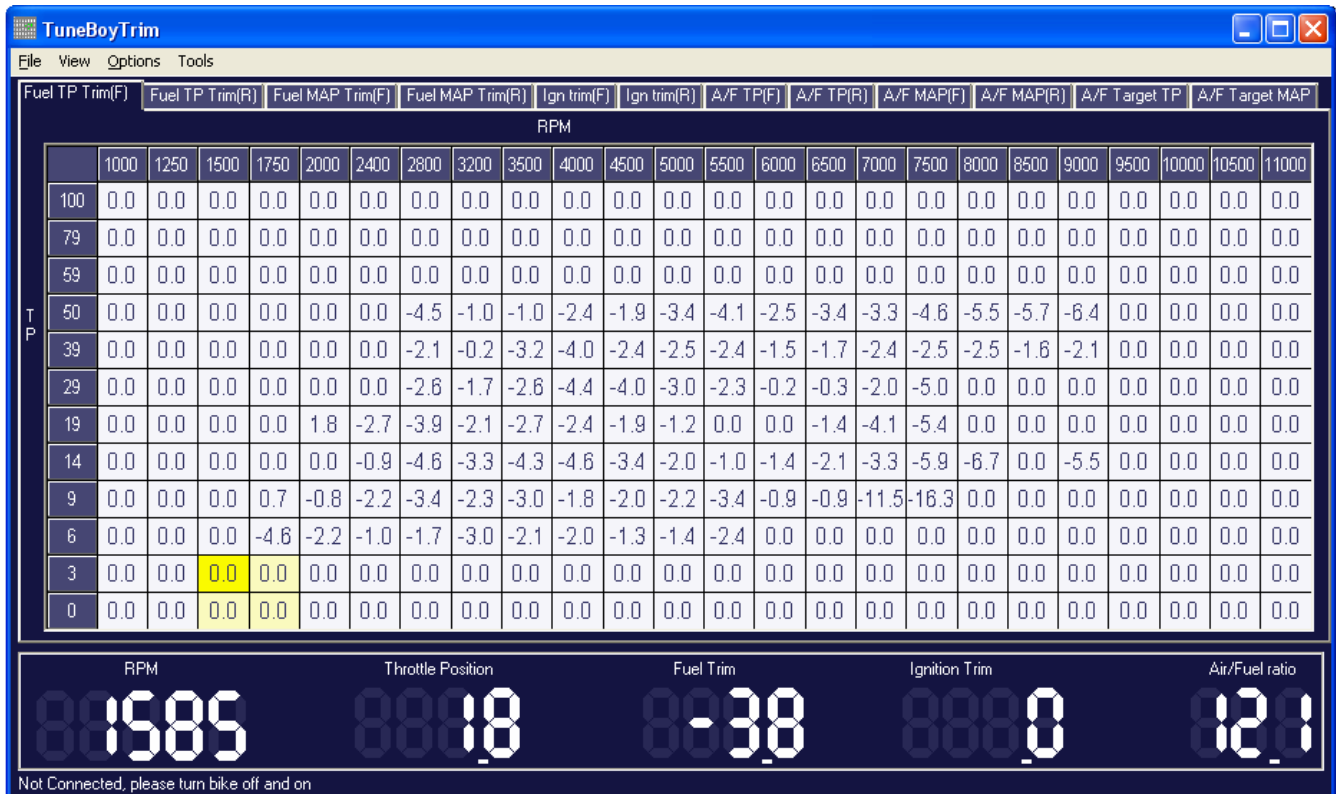 TuneBoyTrim
File View Options Tools
Fuel TP Trim(F) Fuel TP Trim(R) Fuel MAP Trim(F) Fuel MAP Trim(R) Ign trim(F) Ign trim(R) A/F TP(F) A/F TP(R) A/F MAP(F) A/F MAP(R) A/F Target TP A/F Target MAP
RPM
1000 1250 1500 1750 2000 2400 2800 3200 3500 4000 4500 5000 5500 6000 6500 7000 7500 8000 8500 9000 9500 10000 10500 11000
100 0.0 0.0 0.0 0.0 0.0 0.0 0.0 0.0 0.0 0.0 0.0 0.0 0.0 0.0 0.0 0.0 0.0 0.0 0.0 0.0 0.0 0.0 0.0 0.0
79 0.0 0.0 0.0 0.0 0.0 0.0 0.0 0.0 0.0 0.0 0.0 0.0 0.0 0.0 0.0 0.0 0.0 0.0 0.0 0.0 0.0 0.0 0.0 0.0
59 0.0 0.0 0.0 0.0 0.0 0.0 0.0 0.0 0.0 0.0 0.0 0.0 0.0 0.0 0.0 0.0 0.0 0.0 0.0 0.0 0.0 0.0 0.0 0.0
TP 50 0.0 0.0 0.0 0.0 0.0 0.0 -4.5 -1.0 -1.0 -2.4 -1.9 -3.4 -4.1 -2.5 -3.4 -3.3 -4.6 -5.5 -5.7 -6.4 0.0 0.0 0.0 0.0
39 0.0 0.0 0.0 0.0 0.0 0.0 -2.1 -0.2 -3.2 -4.0 -2.4 -2.5 -2.4 -1.5 -1.7 -2.4 -2.5 -2.5 -1.6 -2.1 0.0 0.0 0.0 0.0
29 0.0 0.0 0.0 0.0 0.0 0.0 -2.6 -1.7 -2.6 -4.4 -4.0 -3.0 -2.3 -0.2 -0.3 -2.0 -5.0 0.0 0.0 0.0 0.0 0.0 0.0 0.0
19 0.0 0.0 0.0 0.0 1.8 -2.7 -3.9 -2.1 -2.7 -2.4 -1.9 -1.2 0.0 0.0 -1.4 -4.1 -5.4 0.0 0.0 0.0 0.0 0.0 0.0 0.0
14 0.0 0.0 0.0 0.0 0.0 -0.9 -4.6 -3.3 -4.3 -4.6 -3.4 -2.0 -1.0 -1.4 -2.1 -3.3 -5.9 -6.7 0.0 -5.5 0.0 0.0 0.0 0.0
9 0.0 0.0 0.0 0.7 -0.8 -2.2 -3.4 -2.3 -3.0 -1.8 -2.0 -2.2 -3.4 -0.9 -0.9 -11.5 -16.3 0.0 0.0 0.0 0.0 0.0 0.0 0.0
6 0.0 0.0 0.0 -4.6 -2.2 -1.0 -1.7 -3.0 -2.1 -2.0 -1.3 -1.4 -2.4 0.0 0.0 0.0 0.0 0.0 0.0 0.0 0.0 0.0 0.0 0.0
3 0.0 0.0 0.0 0.0 0.0 0.0 0.0 0.0 0.0 0.0 0.0 0.0 0.0 0.0 0.0 0.0 0.0 0.0 0.0 0.0 0.0 0.0 0.0 0.0
0 0.0 0.0 0.0 0.0 0.0 0.0 0.0 0.0 0.0 0.0 0.0 0.0 0.0 0.0 0.0 0.0 0.0 0.0 0.0 0.0 0.0 0.0 0.0 0.0
RPM Throttle Position Fuel Trim Ignition Trim Air/Fuel ratio
1585 1.8 -3.8 .0 12.1
Not Connected, please turn bike off and on